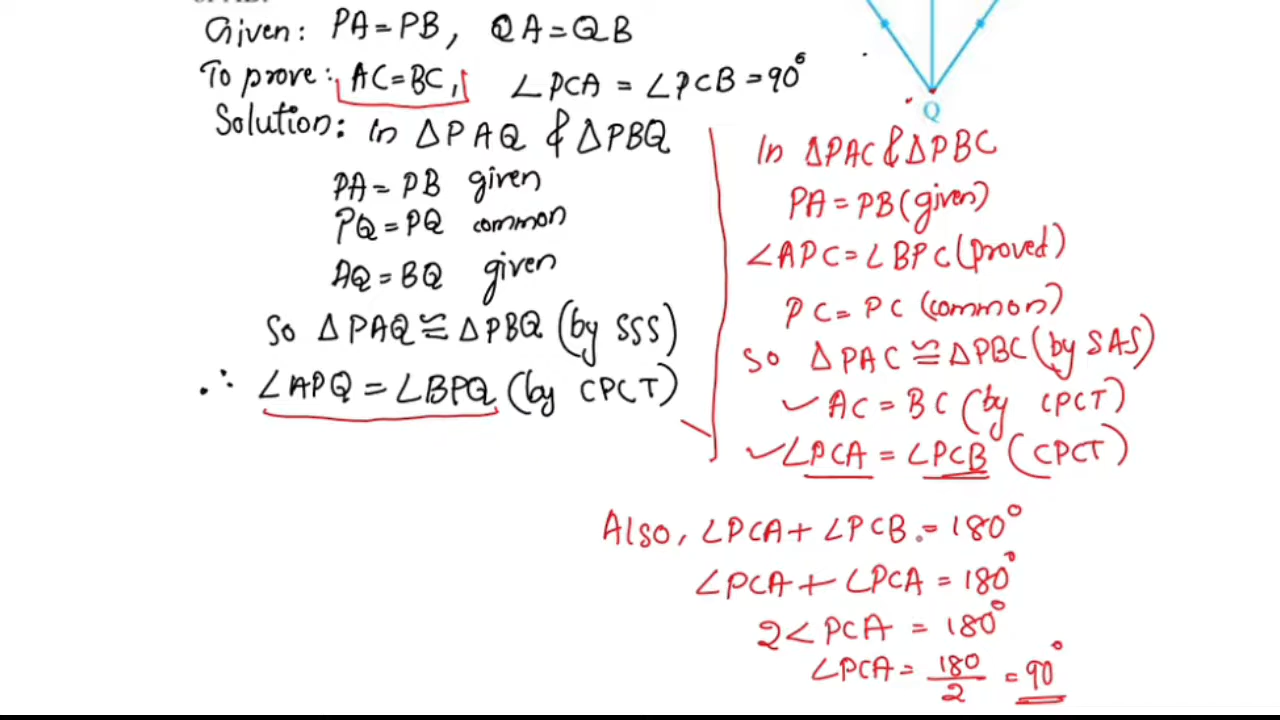 Given: PA = PB, QA = QB
To prove: AC = BC, ∠PCA = ∠PCB = 90°
Solution: In ΔPAQ & ΔPBQ
PA = PB given
PQ = PQ common
AQ = BQ given
So ΔPAQ ≅ ΔPBQ (by SSS)
∴ ∠APQ = ∠BPQ (by CPCT)
Q
In ΔPAC & ΔPBC
PA = PB (given)
∠APC = ∠BPC (proved)
PC = PC (common)
So ΔPAC ≅ ΔPBC (by SAS)
✓ AC = BC (by CPCT)
✓ ∠PCA = ∠PCB (CPCT)
Also, ∠PCA + ∠PCB = 180°
∠PCA + ∠PCA = 180°
2∠PCA = 180°
∠PCA = 180/2 = 90°